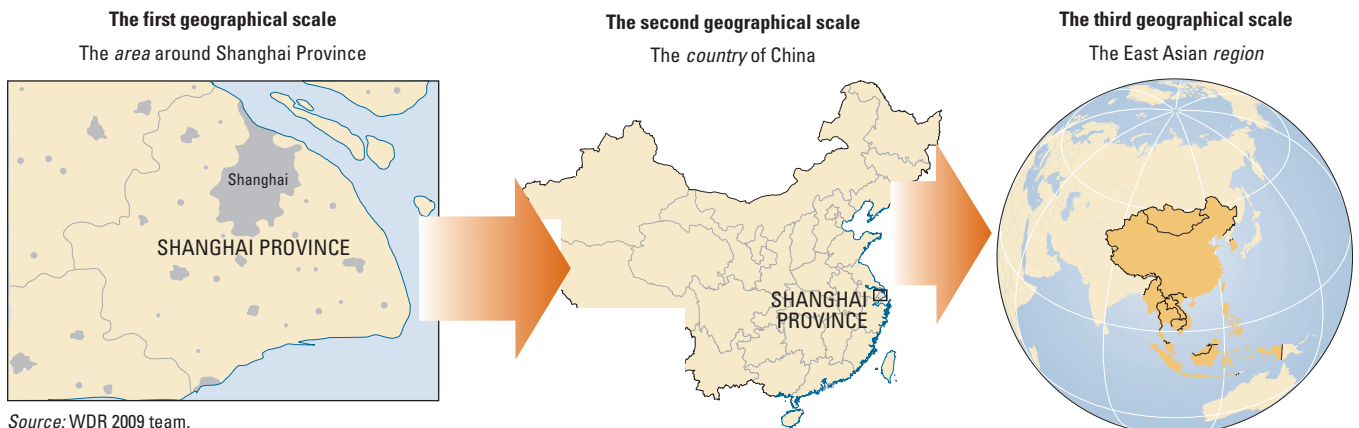 The first geographical scale
The area around Shanghai Province
Shanghai
SHANGHAI PROVINCE
Source: WDR 2009 team.
The second geographical scale
The country of China
SHANGHAI
PROVINCE
The third geographical scale
The East Asian region